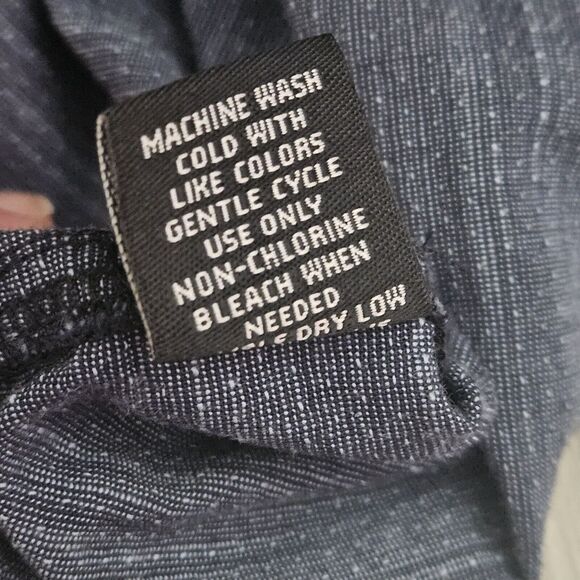 MACHINE WASH
COLD WITH
LIKE COLORS
GENTLE CYCLE
USE ONLY
NON-CHLORINE
BLEACH WHEN
NEEDED
DRY LOW